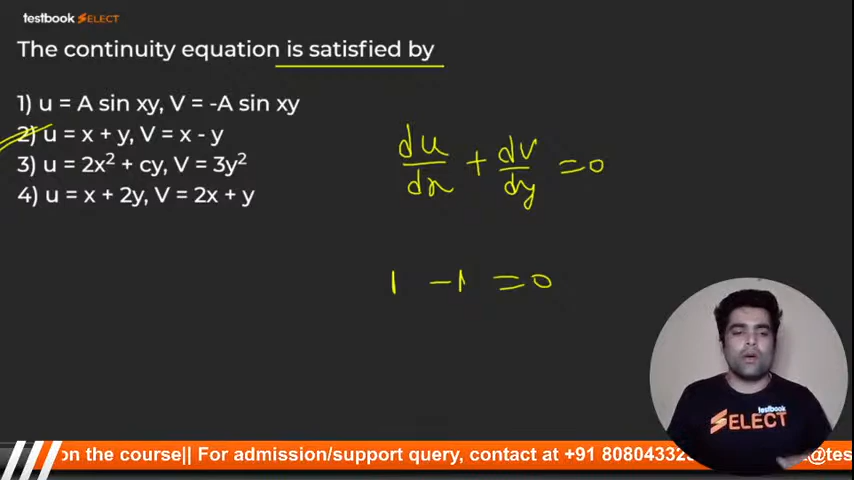 testbook SELECT
The continuity equation is satisfied by
1) u = A sin xy, V = -A sin xy
2) u = x + y, V = x - y
3) u = 2x² + cy, V = 3y²
4) u = x + 2y, V = 2x + y
du/dx + dv/dy = 0
1 - 1 = 0
testbook
SELECT
on the course|| For admission/support query, contact at +91 80804332
@tes